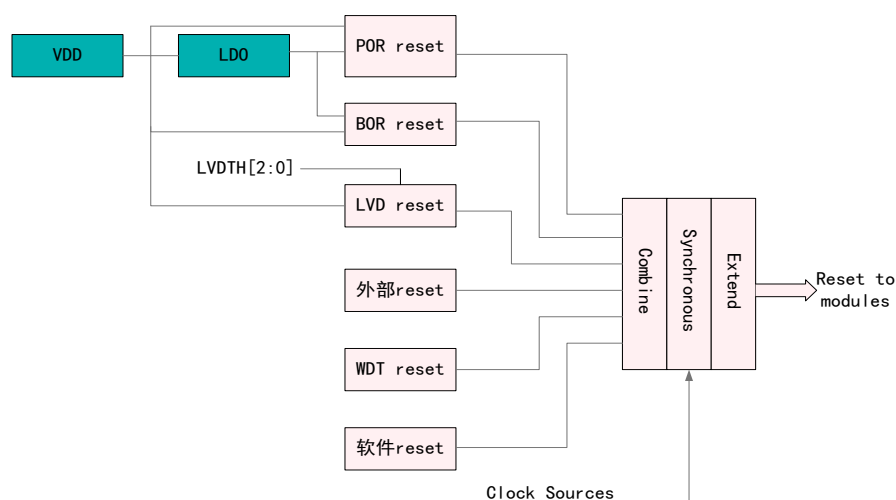 VDD
LDO
POR reset
BOR reset
LVDTH[2:0]
LVD reset
外部reset
WDT reset
软件reset
Combine
Synchronous
Extend
Reset to
modules
Clock Sources